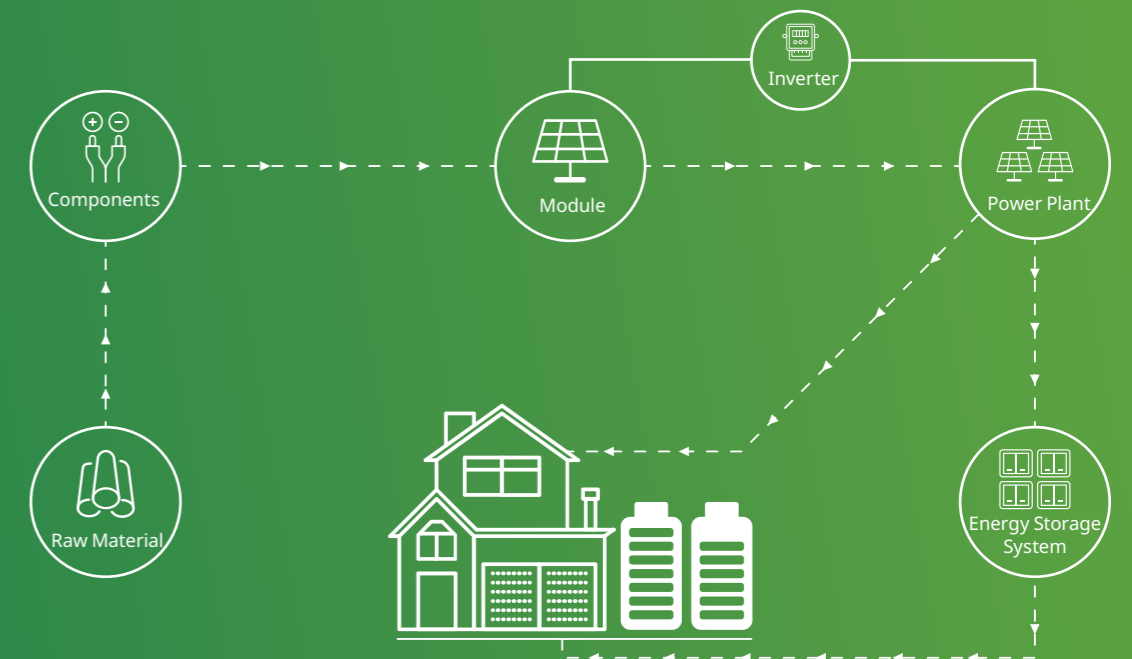 Inverter
Components
Module
Power Plant
Raw Material
Energy Storage
System